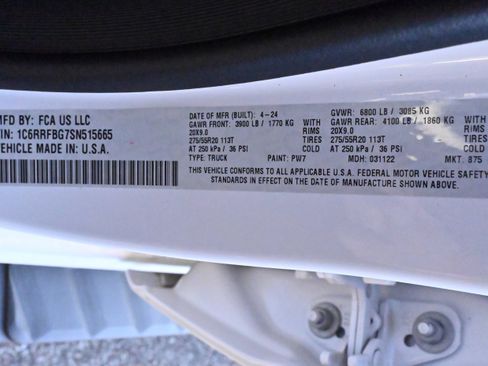 MFD BY: FCA US LLC
VIN: 1C6RRFBG7SN515665
VEHICLE MADE IN: U.S.A.
DATE OF MFR (BUILT): 4-24
GAWR FRONT: 3900 LB / 1770 KG WITH
20X9.0 RIMS
275/55R20 113T TIRES
AT 250 kPa / 36 PSI COLD
TYPE: TRUCK PAINT: PW7 MDH: 031122 MKT: 875
GVWR: 6800 LB / 3085 KG
GAWR REAR: 4100 LB / 1860 KG WITH
20X9.0 RIMS
275/55R20 113T TIRES
AT 250 kPa / 36 PSI COLD
THIS VEHICLE CONFORMS TO ALL APPLICABLE U.S.A. FEDERAL MOTOR VEHICLE SAFETY
STANDARDS IN EFFECT ON THE DATE OF MANUFACTURE SHOWN ABOVE.